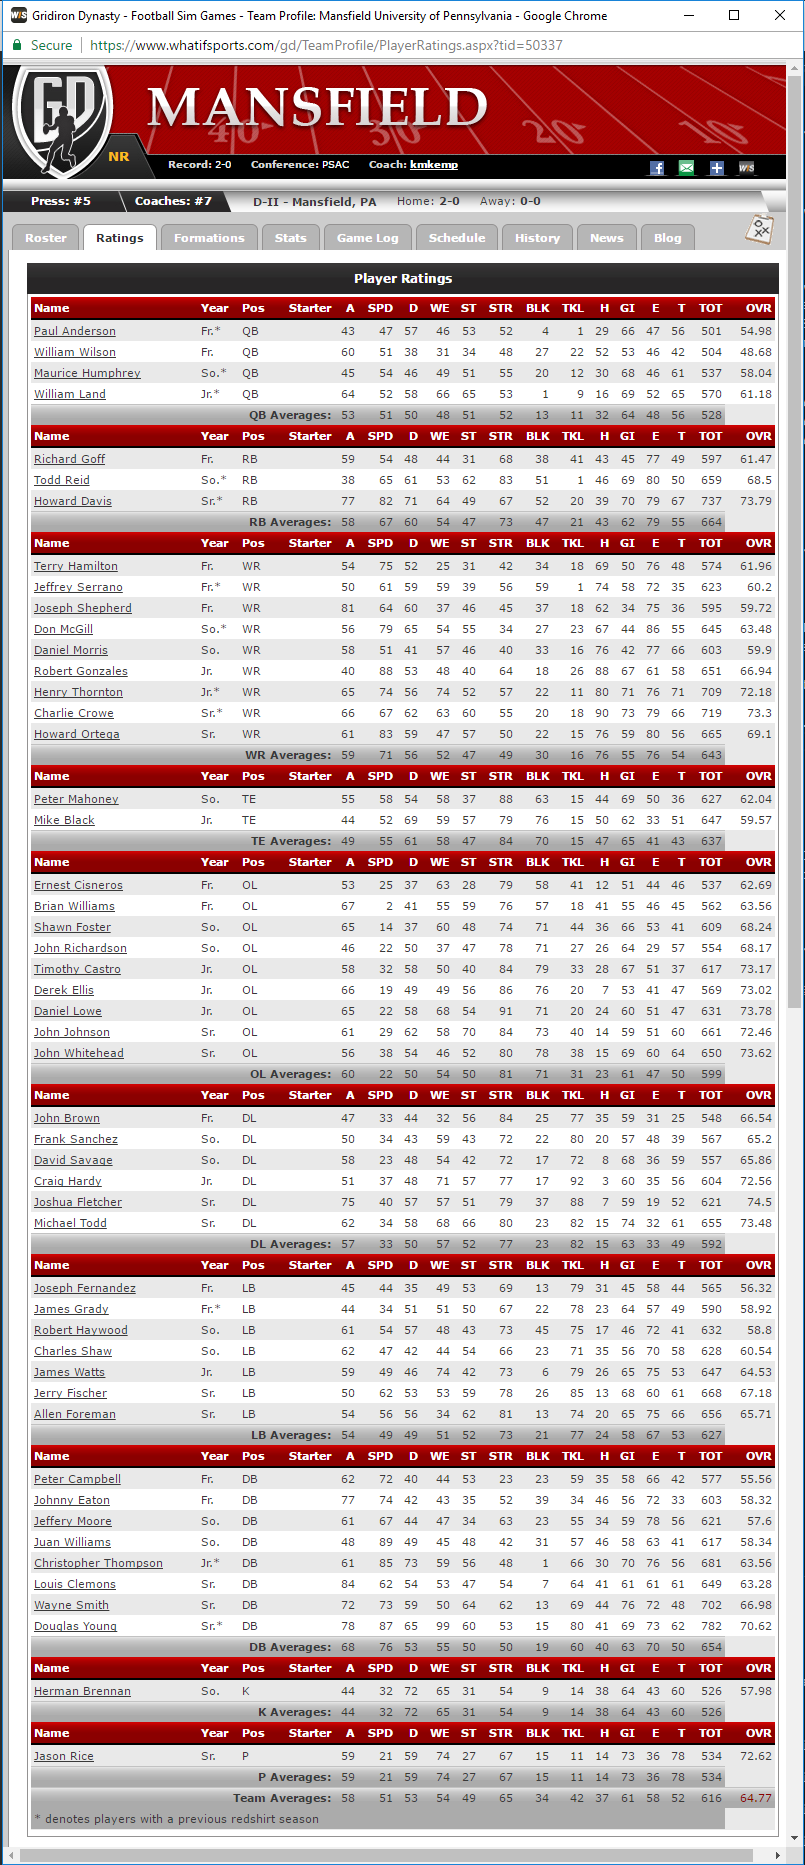 Gridiron Dynasty - Football Sim Games - Team Profile: Mansfield University of Pennsylvania - Google Chrome
Secure | https://www.whatifsports.com/gd/TeamProfile/PlayerRatings.aspx?tid=50337
GD MANSFIELD
NR
Record: 2-0 Conference: PSAC Coach: kmkemp
Press: #5 Coaches: #7 D-II - Mansfield, PA Home: 2-0 Away: 0-0
Roster Ratings Formations Stats Game Log Schedule History News Blog
Player Ratings
Name Year Pos Starter A SPD D WE ST STR BLK TKL H GI E T TOT OVR
Paul Anderson Fr.* QB 43 47 57 46 53 52 4 1 29 66 47 56 501 54.98
William Wilson Fr. QB 60 51 38 31 34 48 27 22 52 53 46 42 504 48.68
Maurice Humphrey So.* QB 45 54 46 49 51 55 20 12 30 68 46 61 537 58.04
William Land Jr.* QB 64 52 58 66 65 53 1 9 16 69 52 65 570 61.18
QB Averages: 53 51 50 48 51 52 13 11 32 64 48 56 528
Name Year Pos Starter A SPD D WE ST STR BLK TKL H GI E T TOT OVR
Richard Goff Fr. RB 59 54 48 44 31 68 38 41 43 45 77 49 597 61.47
Todd Reid So.* RB 38 65 61 53 62 83 51 1 46 69 80 50 659 68.5
Howard Davis Sr.* RB 77 82 71 64 49 67 52 20 39 70 79 67 737 73.79
RB Averages: 58 67 60 54 47 73 47 21 43 62 79 55 664
Name Year Pos Starter A SPD D WE ST STR BLK TKL H GI E T TOT OVR
Terry Hamilton Fr. WR 54 75 52 25 31 42 34 18 69 50 76 48 574 61.96
Jeffrey Serrano Fr.* WR 50 61 59 59 39 56 59 1 74 58 72 35 623 60.2
Joseph Shepherd Fr. WR 81 64 60 37 46 45 37 18 62 34 75 36 595 59.72
Don McGill So.* WR 56 79 65 54 55 34 27 23 67 44 86 55 645 63.48
Daniel Morris So. WR 58 51 41 57 46 40 33 16 76 42 77 66 603 59.9
Robert Gonzales Jr. WR 40 88 53 48 40 64 18 26 88 67 61 58 651 66.94
Henry Thornton Jr.* WR 65 74 56 74 52 57 22 11 80 71 76 71 709 72.18
Charlie Crowe Sr.* WR 66 67 62 63 60 55 20 18 90 73 79 66 719 73.3
Howard Ortega Sr. WR 61 83 59 47 57 50 22 15 76 59 80 56 665 69.1
WR Averages: 59 71 56 52 47 49 30 16 76 55 76 54 643
Name Year Pos Starter A SPD D WE ST STR BLK TKL H GI E T TOT OVR
Peter Mahoney So. TE 55 58 54 58 37 88 63 15 44 69 50 36 627 62.04
Mike Black Jr. TE 44 52 69 59 57 79 76 15 50 62 33 51 647 59.57
TE Averages: 49 55 61 58 47 84 70 15 47 65 41 43 637
Name Year Pos Starter A SPD D WE ST STR BLK TKL H GI E T TOT OVR
Ernest Cisneros Fr. OL 53 25 37 63 28 79 58 41 12 51 44 46 537 62.69
Brian Williams Fr. OL 67 2 41 55 59 76 57 18 41 55 46 45 562 63.56
Shawn Foster So. OL 65 14 37 60 48 74 71 44 36 66 53 41 609 68.24
John Richardson So. OL 46 22 50 37 47 78 71 27 26 64 29 57 554 68.17
Timothy Castro Jr. OL 58 32 58 50 40 84 79 33 28 67 51 37 617 73.17
Derek Ellis Jr. OL 66 19 49 49 56 86 76 20 7 53 41 47 569 73.02
Daniel Lowe Jr. OL 65 22 58 68 54 91 71 20 24 60 51 47 631 73.78
John Johnson Sr. OL 61 29 62 58 70 84 73 40 14 59 51 60 661 72.46
John Whitehead Sr. OL 56 38 54 46 52 80 78 38 15 69 60 64 650 73.62
OL Averages: 60 22 50 54 50 81 71 31 23 61 47 50 599
Name Year Pos Starter A SPD D WE ST STR BLK TKL H GI E T TOT OVR
John Brown Fr. DL 47 33 44 32 56 84 25 77 35 59 31 25 548 66.54
Frank Sanchez So. DL 50 34 43 59 43 72 22 80 20 57 48 39 567 65.2
David Savage So. DL 58 23 48 54 42 72 17 72 8 68 36 59 557 65.86
Craig Hardy Jr. DL 51 37 48 71 57 77 17 92 3 60 35 56 604 72.56
Joshua Fletcher Sr. DL 75 40 57 57 51 79 37 88 7 59 19 52 621 74.5
Michael Todd Sr. DL 62 34 58 68 66 80 23 82 15 74 32 61 655 73.48
DL Averages: 57 33 50 57 52 77 23 82 15 63 33 49 592
Name Year Pos Starter A SPD D WE ST STR BLK TKL H GI E T TOT OVR
Joseph Fernandez Fr. LB 45 44 35 49 53 69 13 79 31 45 58 44 565 56.32
James Grady Fr.* LB 44 34 51 51 50 67 22 78 23 64 57 49 590 58.92
Robert Haywood So. LB 61 54 57 48 43 73 45 75 17 46 72 41 632 58.8
Charles Shaw So. LB 62 47 42 44 54 66 23 71 35 56 70 58 628 60.54
James Watts Jr. LB 59 49 46 74 42 73 6 79 26 65 75 53 647 64.53
Jerry Fischer Sr. LB 50 62 53 53 59 78 26 85 13 68 60 61 668 67.18
Allen Foreman Sr. LB 54 56 56 34 62 81 13 74 20 65 75 66 656 65.71
LB Averages: 54 49 49 51 52 73 21 77 24 58 67 53 627
Name Year Pos Starter A SPD D WE ST STR BLK TKL H GI E T TOT OVR
Peter Campbell Fr. DB 62 72 40 44 53 23 23 59 35 58 66 42 577 55.56
Johnny Eaton Fr. DB 77 74 42 43 35 52 39 34 46 56 72 33 603 58.32
Jeffery Moore So. DB 61 67 44 47 34 63 23 55 34 59 78 56 621 57.6
Juan Williams So. DB 48 89 49 45 48 42 31 57 46 58 63 41 617 58.34
Christopher Thompson Jr.* DB 61 85 73 59 56 48 1 66 30 70 76 56 681 63.56
Louis Clemons Sr. DB 84 62 54 53 47 54 7 64 41 61 61 61 649 63.28
Wayne Smith Sr. DB 72 73 59 50 64 62 13 69 44 76 72 48 702 66.98
Douglas Young Sr.* DB 78 87 65 99 60 53 15 80 41 69 73 62 782 70.62
DB Averages: 68 76 53 55 50 50 19 60 40 63 70 50 654
Name Year Pos Starter A SPD D WE ST STR BLK TKL H GI E T TOT OVR
Herman Brennan So. K 44 32 72 65 31 54 9 14 38 64 43 60 526 57.98
K Averages: 44 32 72 65 31 54 9 14 38 64 43 60 526
Name Year Pos Starter A SPD D WE ST STR BLK TKL H GI E T TOT OVR
Jason Rice Sr. P 59 21 59 74 27 67 15 11 14 73 36 78 534 72.62
P Averages: 59 21 59 74 27 67 15 11 14 73 36 78 534
Team Averages: 58 51 53 54 49 65 34 42 37 61 58 52 616 64.77
* denotes players with a previous redshirt season